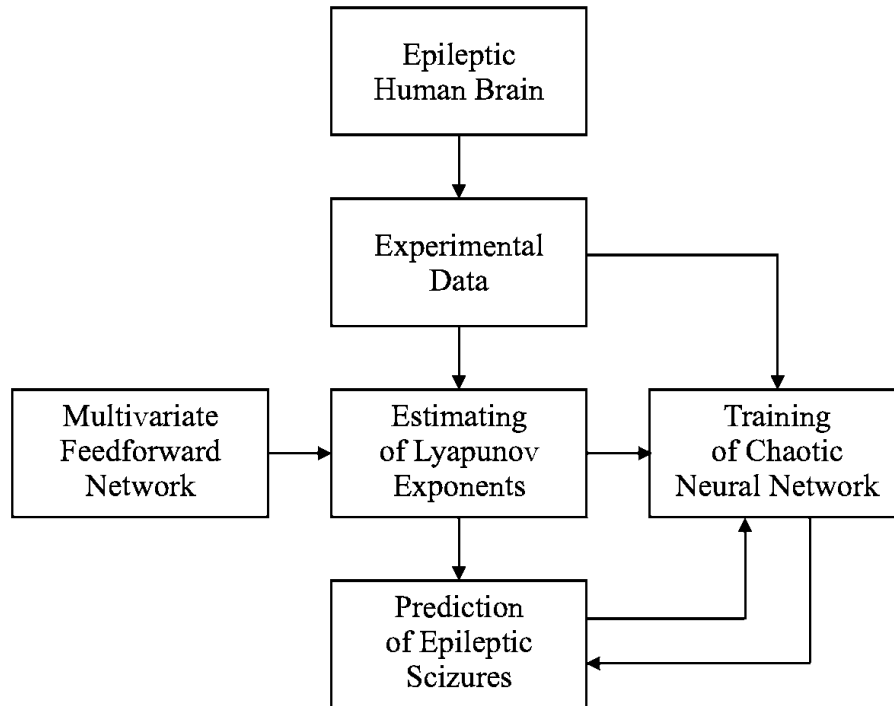 Epileptic
Human Brain
Experimental
Data
Multivariate
Feedforward
Network
Estimating
of Lyapunov
Exponents
Training
of Chaotic
Neural Network
Prediction
of Epileptic
Scizures